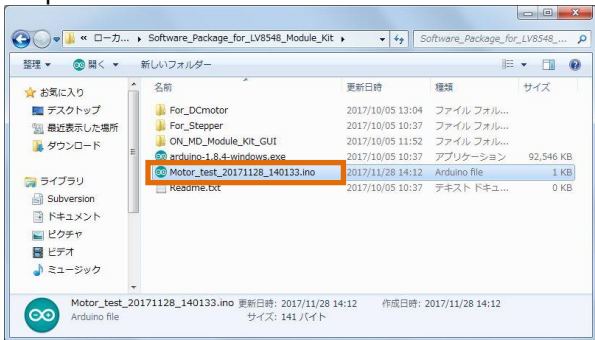 « ローカ... ▸ Software_Package_for_LV8548_Module_Kit ▸
Software_Package_for_LV8548_...
整理 ▼ 開く ▼ 新しいフォルダー
名前 更新日時 種類 サイズ
お気に入り
デスクトップ
最近表示した場所
ダウンロード
ライブラリ
Subversion
ドキュメント
ピクチャ
ビデオ
ミュージック
For_DCmotor 2017/10/05 13:04 ファイル フォル...
For_Stepper 2017/10/05 10:37 ファイル フォル...
ON_MD_Module_Kit_GUI 2017/10/05 11:52 ファイル フォル...
arduino-1.8.4-windows.exe 2017/10/05 10:37 アプリケーション 92,546 KB
Motor_test_20171128_140133.ino 2017/11/28 14:12 Arduino file 1 KB
Readme.txt 2017/10/05 10:37 テキスト ドキュ... 0 KB
Motor_test_20171128_140133.ino 更新日時: 2017/11/28 14:12 作成日時: 2017/11/28 14:12
Arduino file サイズ: 141 バイト